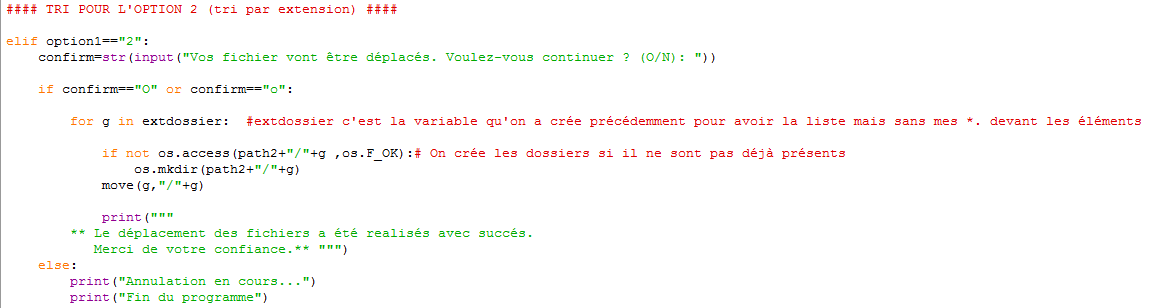 #### TRI POUR L'OPTION 2 (tri par extension) ####
elif option1=="2":
    confirm=str(input("Vos fichier vont être déplacés. Voulez-vous continuer ? (O/N): "))
    if confirm=="O" or confirm=="o":
        for g in extdossier:  #extdossier c'est la variable qu'on a crée précédemment pour avoir la liste mais sans mes *. devant les éléments
            if not os.access(path2+"/"+g ,os.F_OK):# On crée les dossiers si il ne sont pas déjà présents
                os.mkdir(path2+"/"+g)
            move(g,"/"+g)
            print("""
        ** Le déplacement des fichiers a été realisés avec succés.
           Merci de votre confiance.** """)
    else:
        print("Annulation en cours...")
        print("Fin du programme")